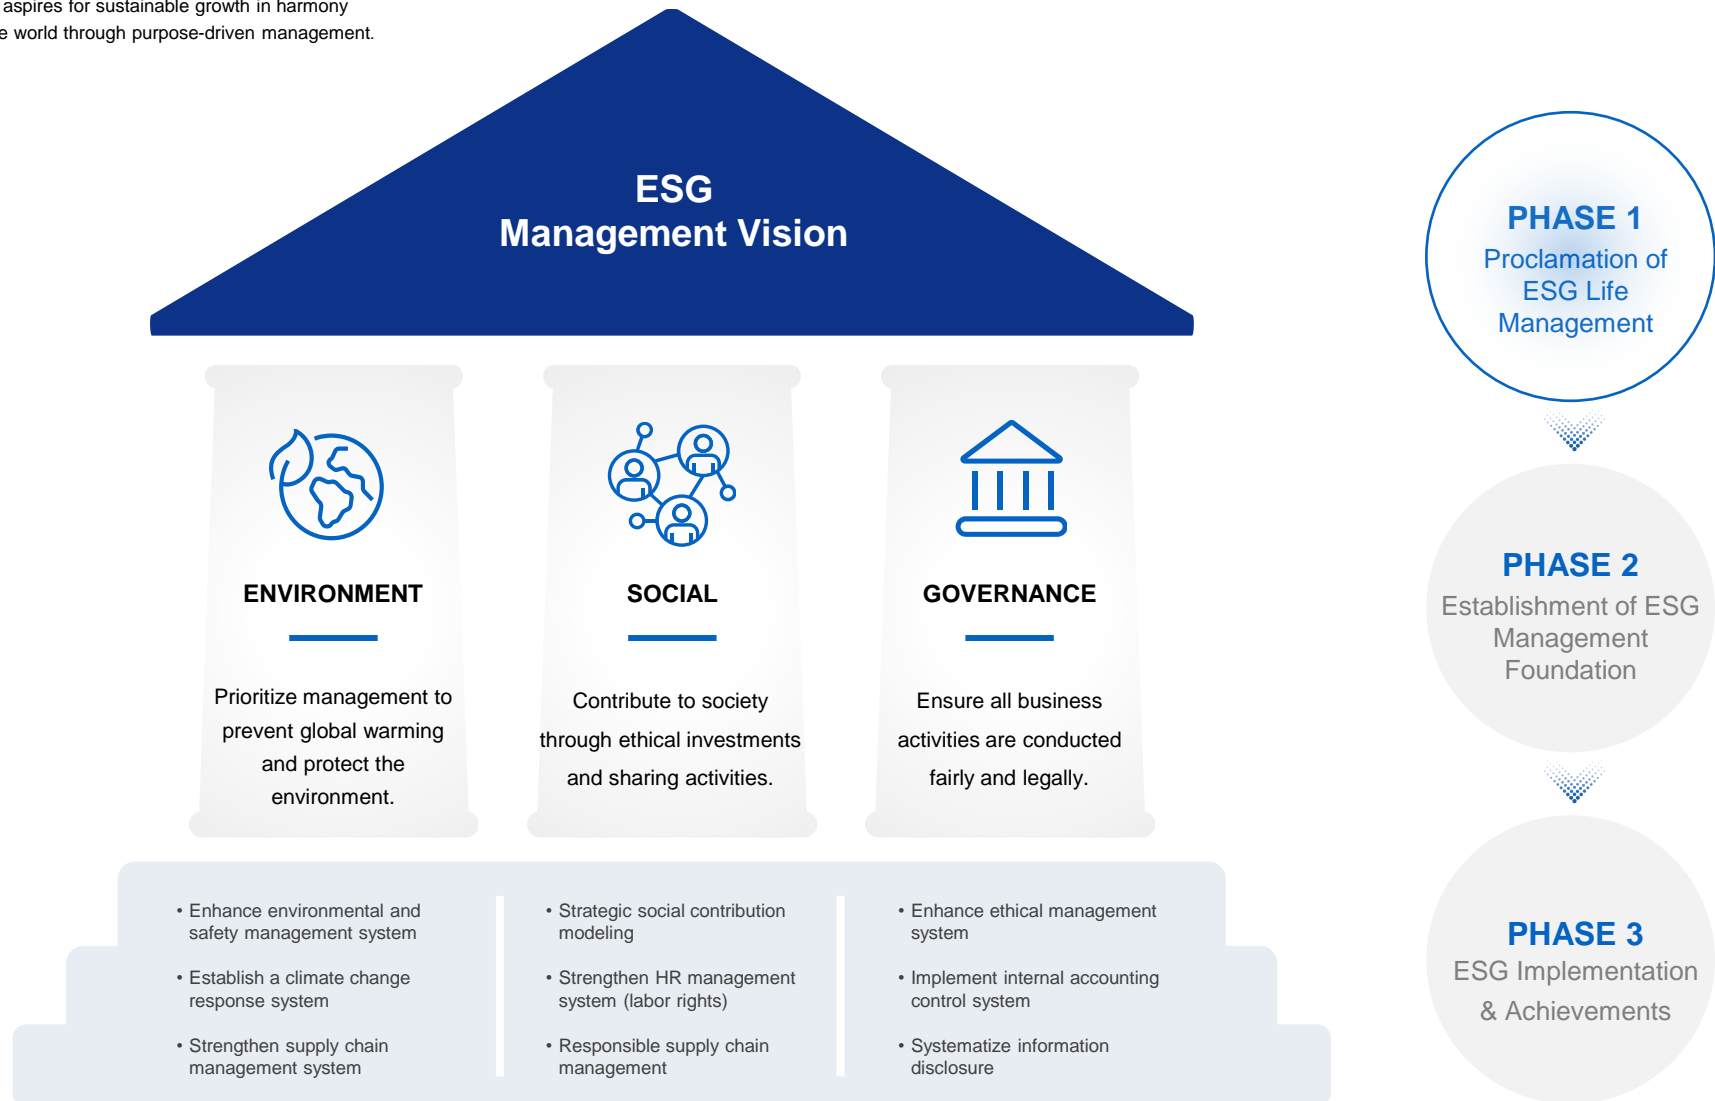 aspires for sustainable growth in harmony
world through purpose-driven management.
ESG
Management Vision
ENVIRONMENT
Prioritize management to
prevent global warming
and protect the
environment.
SOCIAL
Contribute to society
through ethical investments
and sharing activities.
GOVERNANCE
Ensure all business
activities are conducted
fairly and legally.
• Enhance environmental and
safety management system
• Establish a climate change
response system
• Strengthen supply chain
management system
• Strategic social contribution
modeling
• Strengthen HR management
system (labor rights)
• Responsible supply chain
management
• Enhance ethical management
system
• Implement internal accounting
control system
• Systematize information
disclosure
PHASE 1
Proclamation of
ESG Life
Management
PHASE 2
Establishment of ESG
Management
Foundation
PHASE 3
ESG Implementation
& Achievements